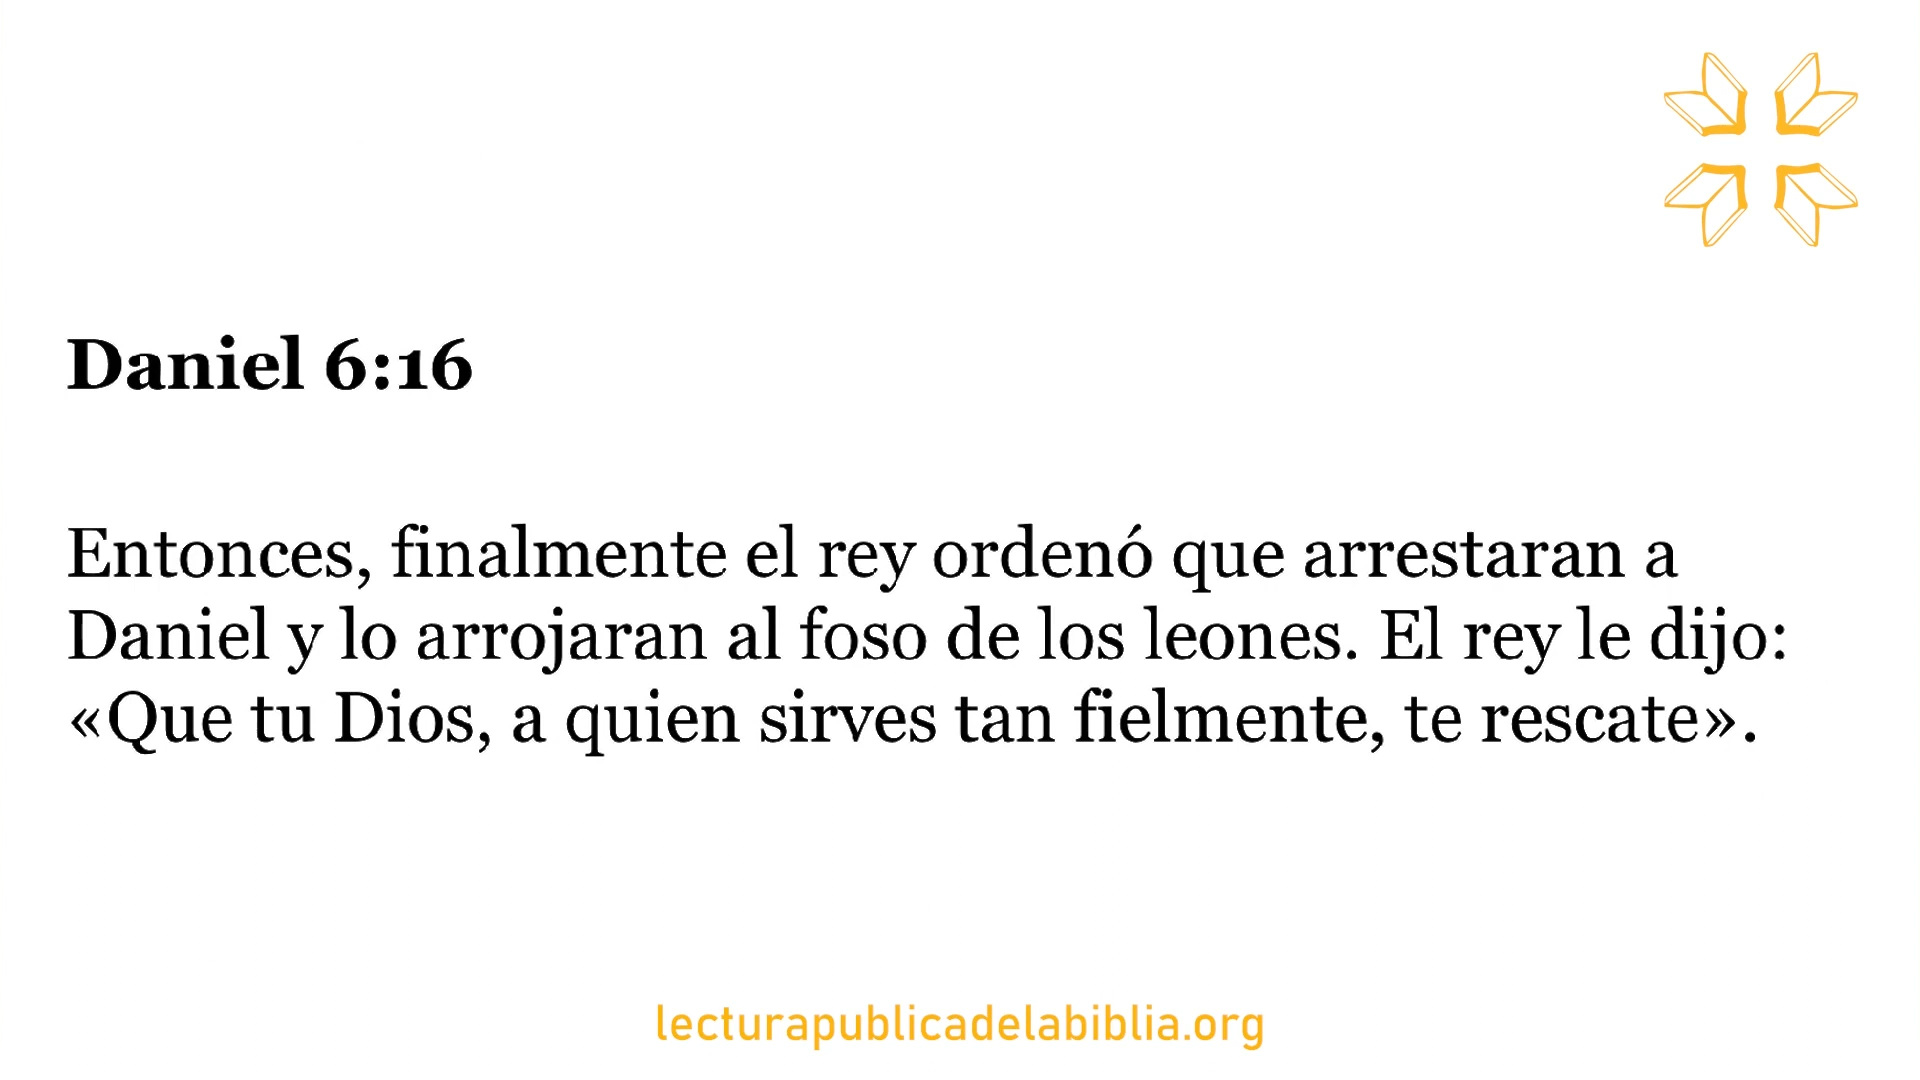 Daniel 6:16
Entonces, finalmente el rey ordenó que arrestaran a
Daniel y lo arrojaran al foso de los leones. El rey le dijo:
«Que tu Dios, a quien sirves tan fielmente, te rescate».
lecturapublicadelabiblia.org